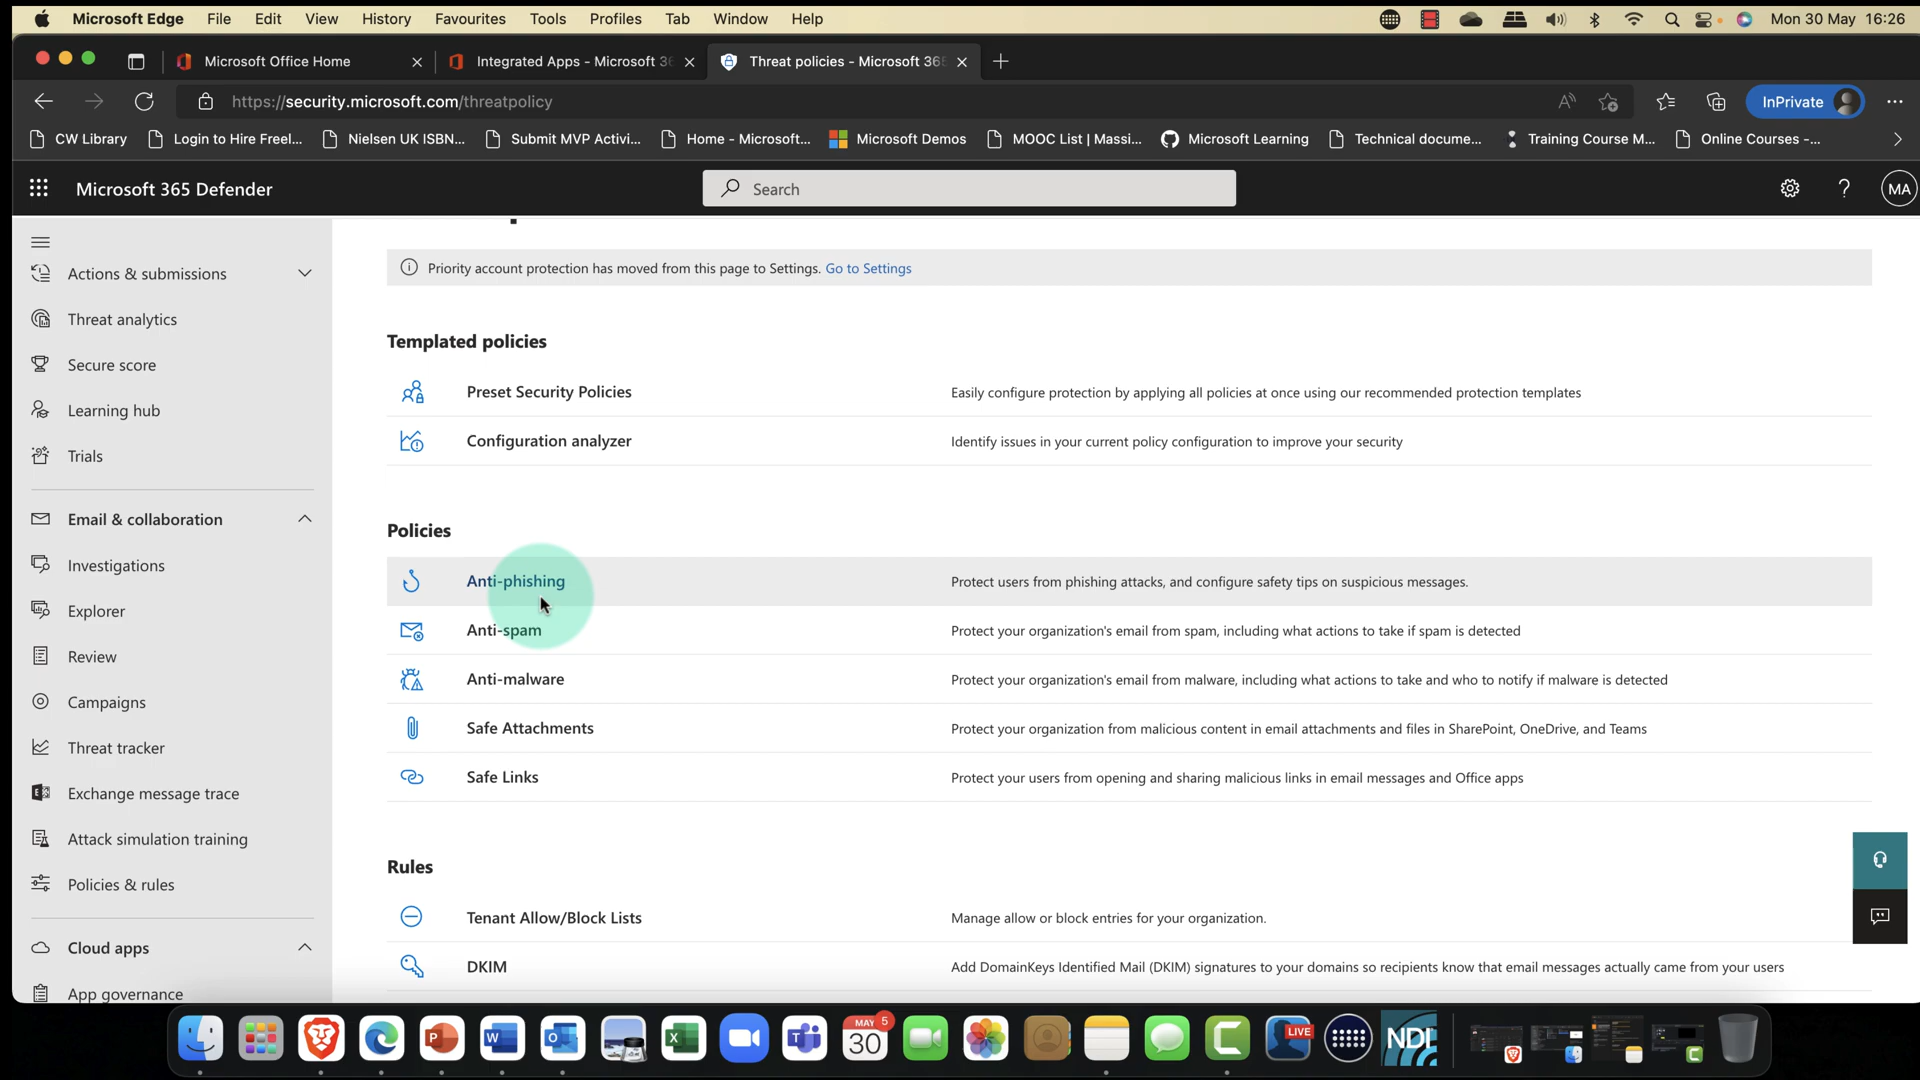 Microsoft Edge File Edit View History Favourites Tools Profiles Tab Window Help Mon 30 May 16:26
Microsoft Office Home Integrated Apps - Microsoft 36 Threat policies - Microsoft 365
https://security.microsoft.com/threatpolicy InPrivate
CW Library Login to Hire Freel... Nielsen UK ISBN... Submit MVP Activi... Home - Microsoft... Microsoft Demos MOOC List | Massi... Microsoft Learning Technical docume... Training Course M... Online Courses -...
Microsoft 365 Defender Search ? MA
Priority account protection has moved from this page to Settings. Go to Settings
Actions & submissions
Threat analytics
Secure score
Learning hub
Trials
Email & collaboration
Investigations
Explorer
Review
Campaigns
Threat tracker
Exchange message trace
Attack simulation training
Policies & rules
Cloud apps
App governance
Templated policies
Preset Security Policies Easily configure protection by applying all policies at once using our recommended protection templates
Configuration analyzer Identify issues in your current policy configuration to improve your security
Policies
Anti-phishing Protect users from phishing attacks, and configure safety tips on suspicious messages.
Anti-spam Protect your organization's email from spam, including what actions to take if spam is detected
Anti-malware Protect your organization's email from malware, including what actions to take and who to notify if malware is detected
Safe Attachments Protect your organization from malicious content in email attachments and files in SharePoint, OneDrive, and Teams
Safe Links Protect your users from opening and sharing malicious links in email messages and Office apps
Rules
Tenant Allow/Block Lists Manage allow or block entries for your organization.
DKIM Add DomainKeys Identified Mail (DKIM) signatures to your domains so recipients know that email messages actually came from your users
MAY 5
30
LIVE
NDI